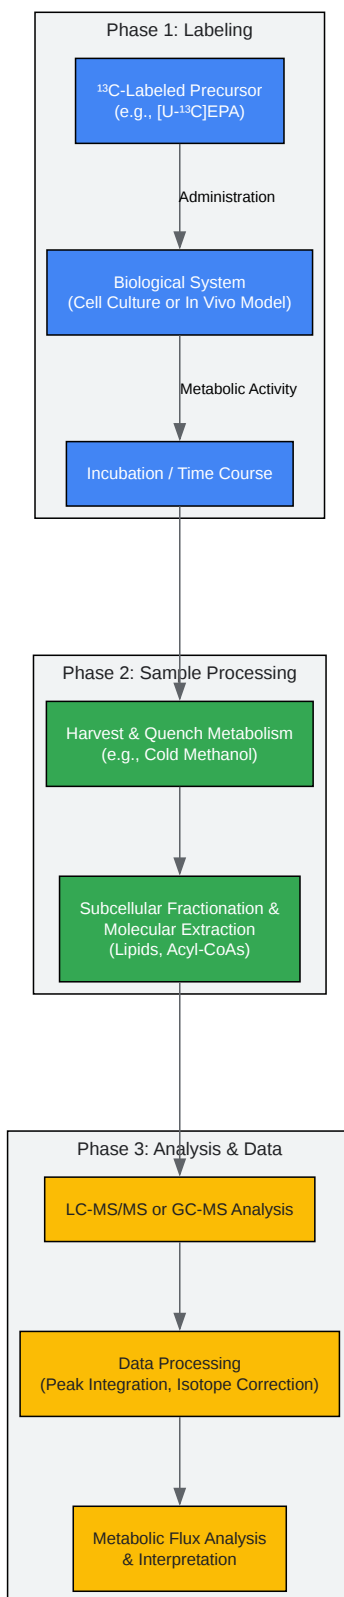 Phase 1: Labeling
¹³C-Labeled Precursor
(e.g., [U-¹³C]EPA)
Administration
Biological System
(Cell Culture or In Vivo Model)
Metabolic Activity
Incubation / Time Course
Phase 2: Sample Processing
Harvest & Quench Metabolism
(e.g., Cold Methanol)
Subcellular Fractionation &
Molecular Extraction
(Lipids, Acyl-CoAs)
Phase 3: Analysis & Data
LC-MS/MS or GC-MS Analysis
Data Processing
(Peak Integration, Isotope Correction)
Metabolic Flux Analysis
& Interpretation